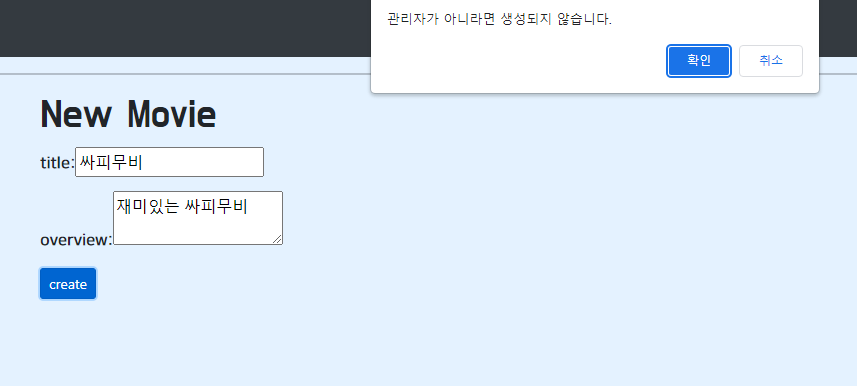 관리자가 아니라면 생성되지 않습니다.
확인 취소
New Movie
title: 싸피무비
overview: 재미있는 싸피무비
create